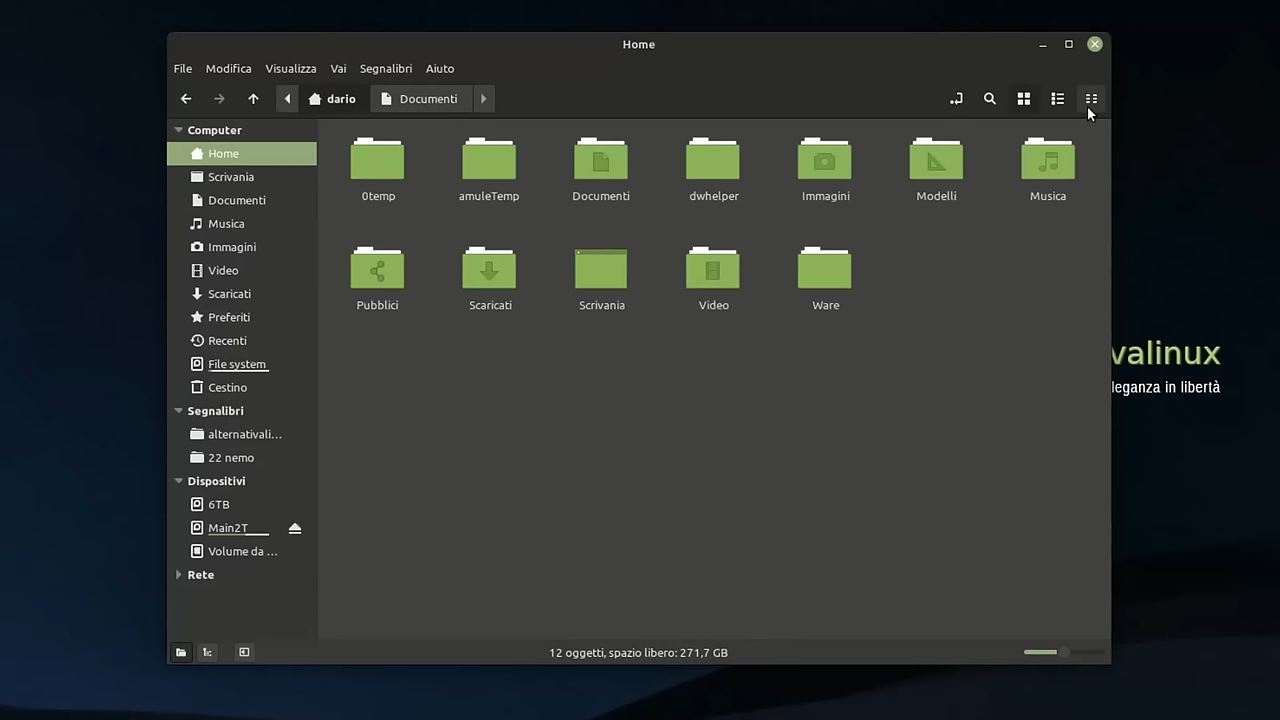 Home
File Modifica Visualizza Vai Segnalibri Aiuto
dario Documenti
Computer
Home
Scrivania
Documenti
Musica
Immagini
Video
Scaricati
Preferiti
Recenti
File system
Cestino
Segnalibri
alternativali...
22 nemo
Dispositivi
6TB
Main2T
Volume da ...
Rete
0temp amuleTemp Documenti dwhelper Immagini Modelli Musica
Pubblici Scaricati Scrivania Video Ware
12 oggetti, spazio libero: 271,7 GB
valinux
leganza in libertà